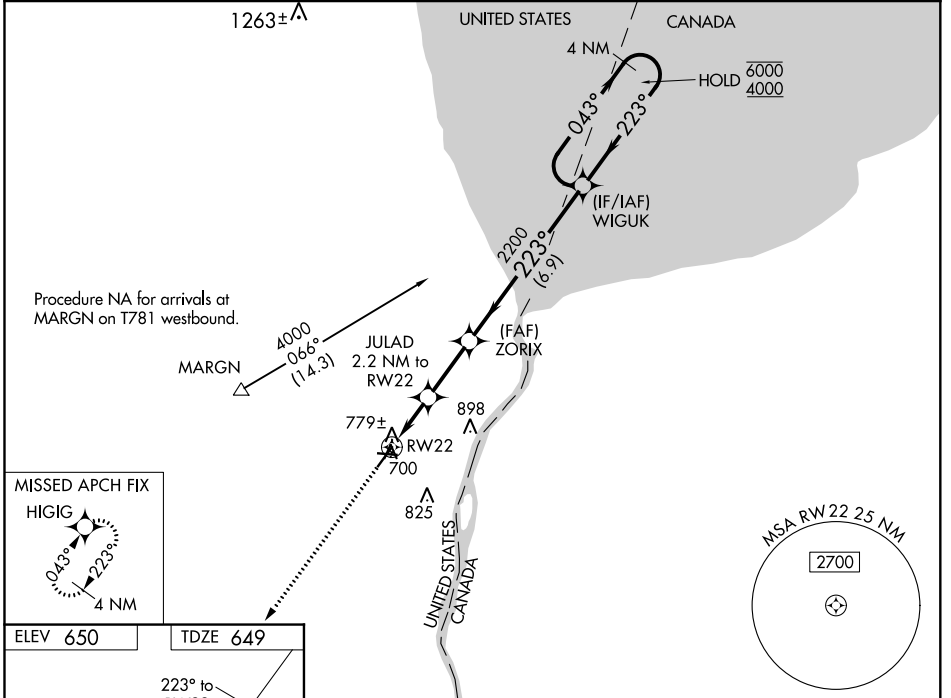 1263±
UNITED STATES
CANADA
4 NM
HOLD
6000
4000
043°
223°
(IF/IAF)
WIGUK
2200
223°
(6.9)
Procedure NA for arrivals at
MARGN on T781 westbound.
4000
066°
(14.3)
MARGN
JULAD
2.2 NM to
RW22
(FAF)
ZORIX
779±
898
RW22
700
825
MISSED APCH FIX
HIGIG
043°
223°
4 NM
UNITED STATES
CANADA
MSA RW 22 25 NM
2700
ELEV 650
TDZE 649
223° to